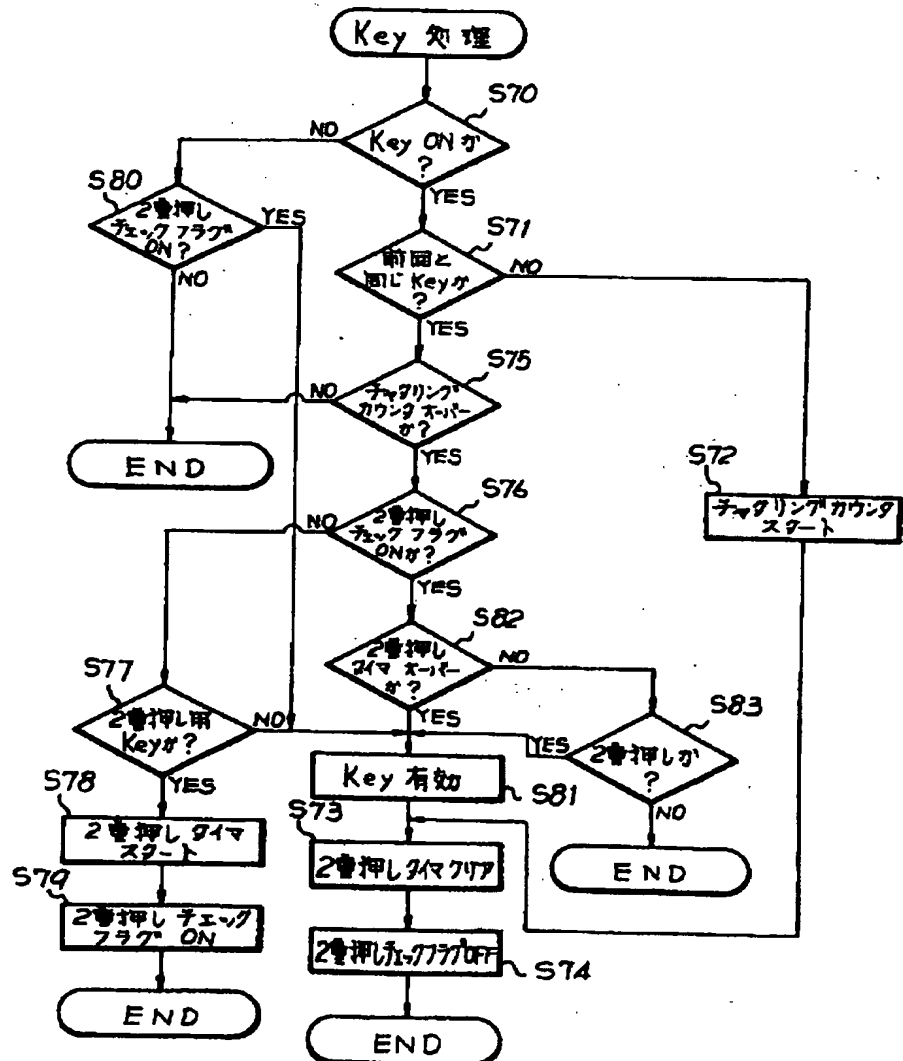 Key 処理
S70
Key ONか
?
NO
YES
S80
2重押し
チェックフラグ
ON?
YES
NO
S71
前回と
同じKeyか
?
NO
YES
S75
チャタリング
カウンタオーバー
か?
NO
YES
END
S72
チャタリングカウンタ
スタート
S76
2重押し
チェックフラグ
ONか?
NO
YES
S82
2重押し
タイマオーバー
か?
NO
YES
S77
2重押し用
Keyか?
NO
YES
S83
2重押しか
?
YES
NO
S78
2重押しタイマ
スタート
Key 有効
S81
S73
2重押しタイマクリア
END
S79
2重押しチェック
フラグ ON
2重押しチェックフラグOFF
S74
END
END